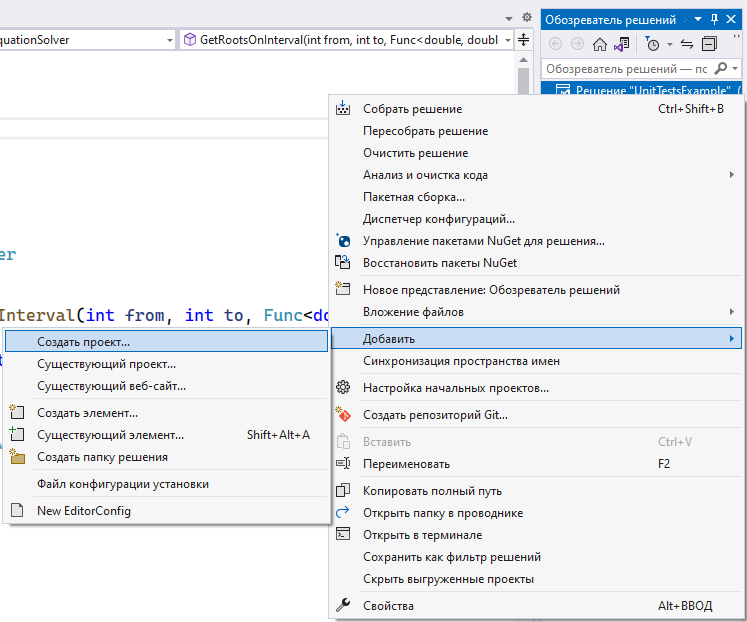 quationSolver
GetRootsOnInterval(int from, int to, Func<double, doubl
Обозреватель решений
Обозреватель решений — пс
Решение "UnitTestsExample" (
er
Interval(int from, int to, Func<do
Собрать решение Ctrl+Shift+B
Пересобрать решение
Очистить решение
Анализ и очистка кода
Пакетная сборка...
Диспетчер конфигураций...
Управление пакетами NuGet для решения...
Восстановить пакеты NuGet
Новое представление: Обозреватель решений
Вложение файлов
Добавить
Синхронизация пространства имен
Настройка начальных проектов...
Создать репозиторий Git...
Вставить Ctrl+V
Переименовать F2
Копировать полный путь
Открыть папку в проводнике
Открыть в терминале
Сохранить как фильтр решений
Скрыть выгруженные проекты
Свойства Alt+ВВОД
Создать проект...
Существующий проект...
Существующий веб-сайт...
Создать элемент...
Существующий элемент... Shift+Alt+A
Создать папку решения
Файл конфигурации установки
New EditorConfig